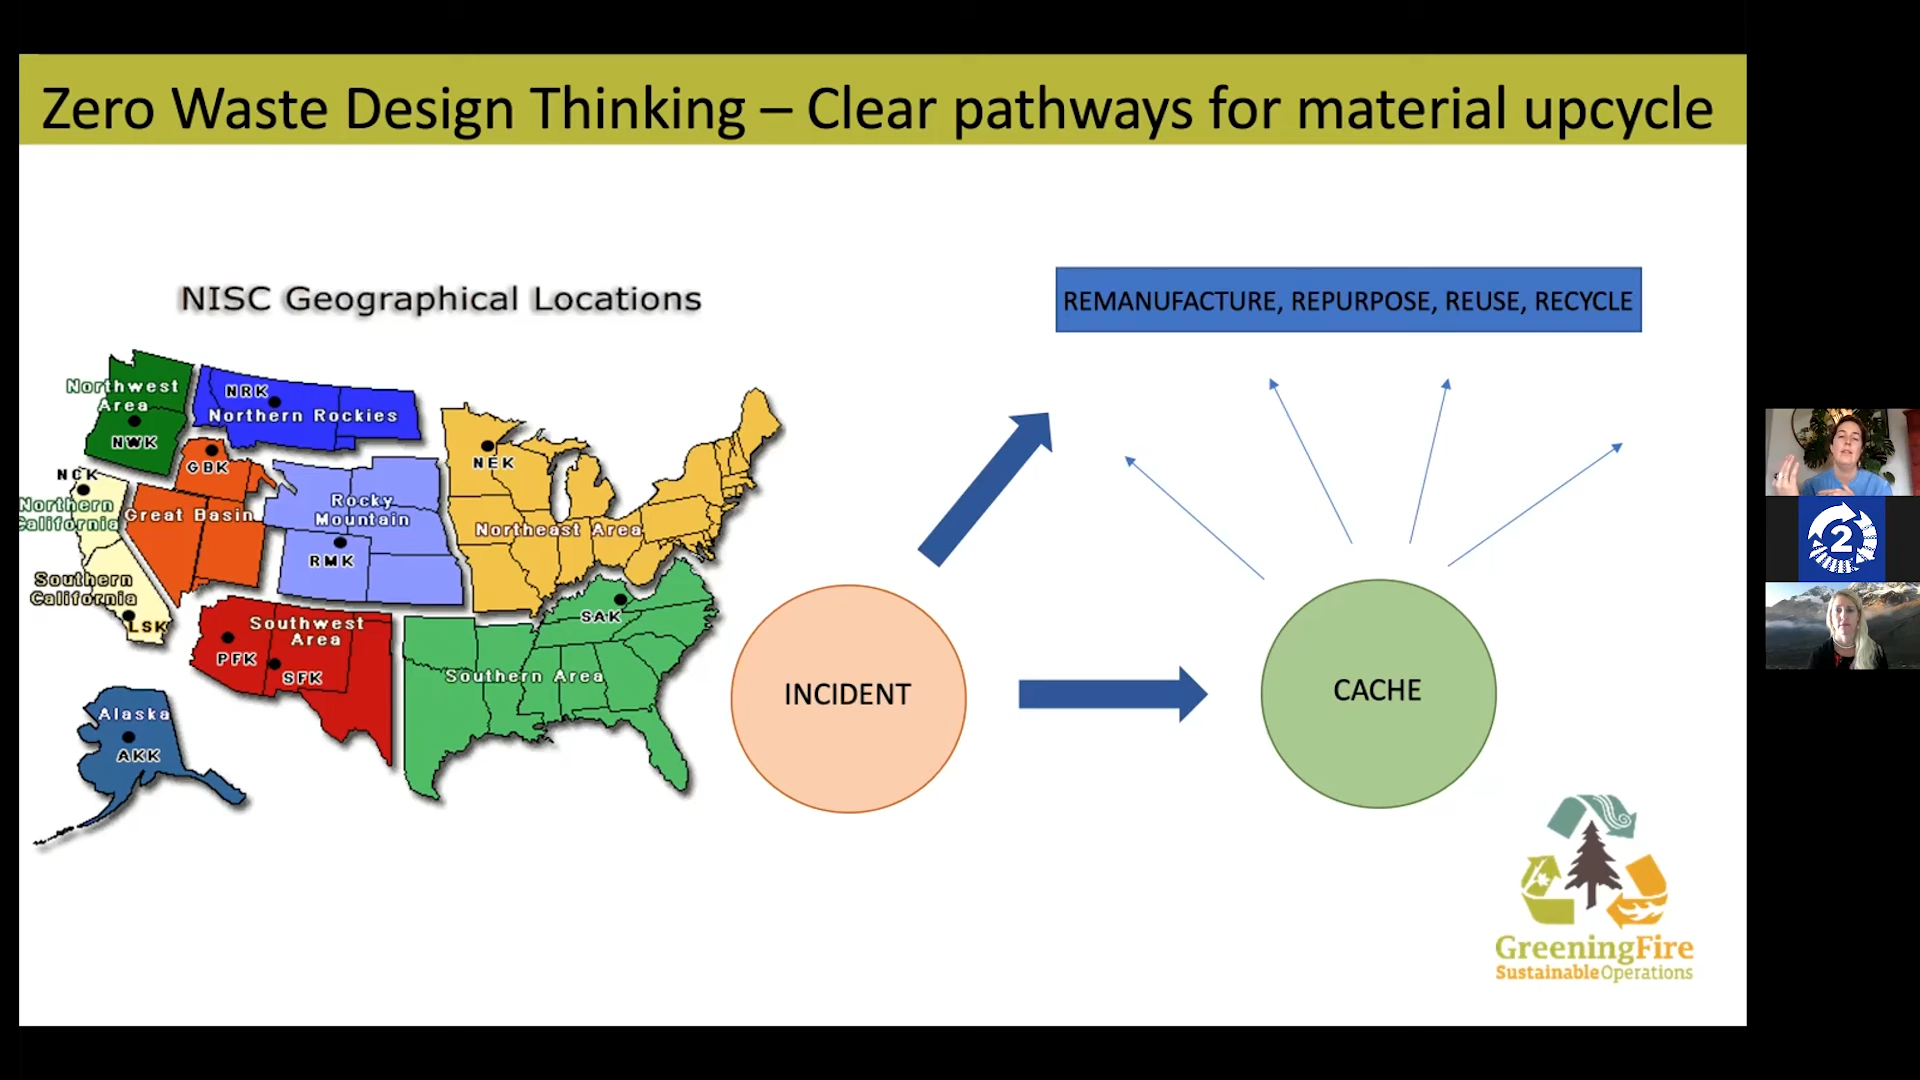 Zero Waste Design Thinking – Clear pathways for material upcycle
NISC Geographical Locations
REMANUFACTURE, REPURPOSE, REUSE, RECYCLE
Northwest
Area
NWK
NRK
Northern Rockies
GBK
NCK
Northern
California
Great Basin
Rocky
Mountain
RMK
NEK
Northeast Area
Southern
California
LSK
Southwest
Area
PFK
SFK
SAK
Southern Area
Alaska
AKK
INCIDENT
CACHE
GreeningFire
SustainableOperations
2